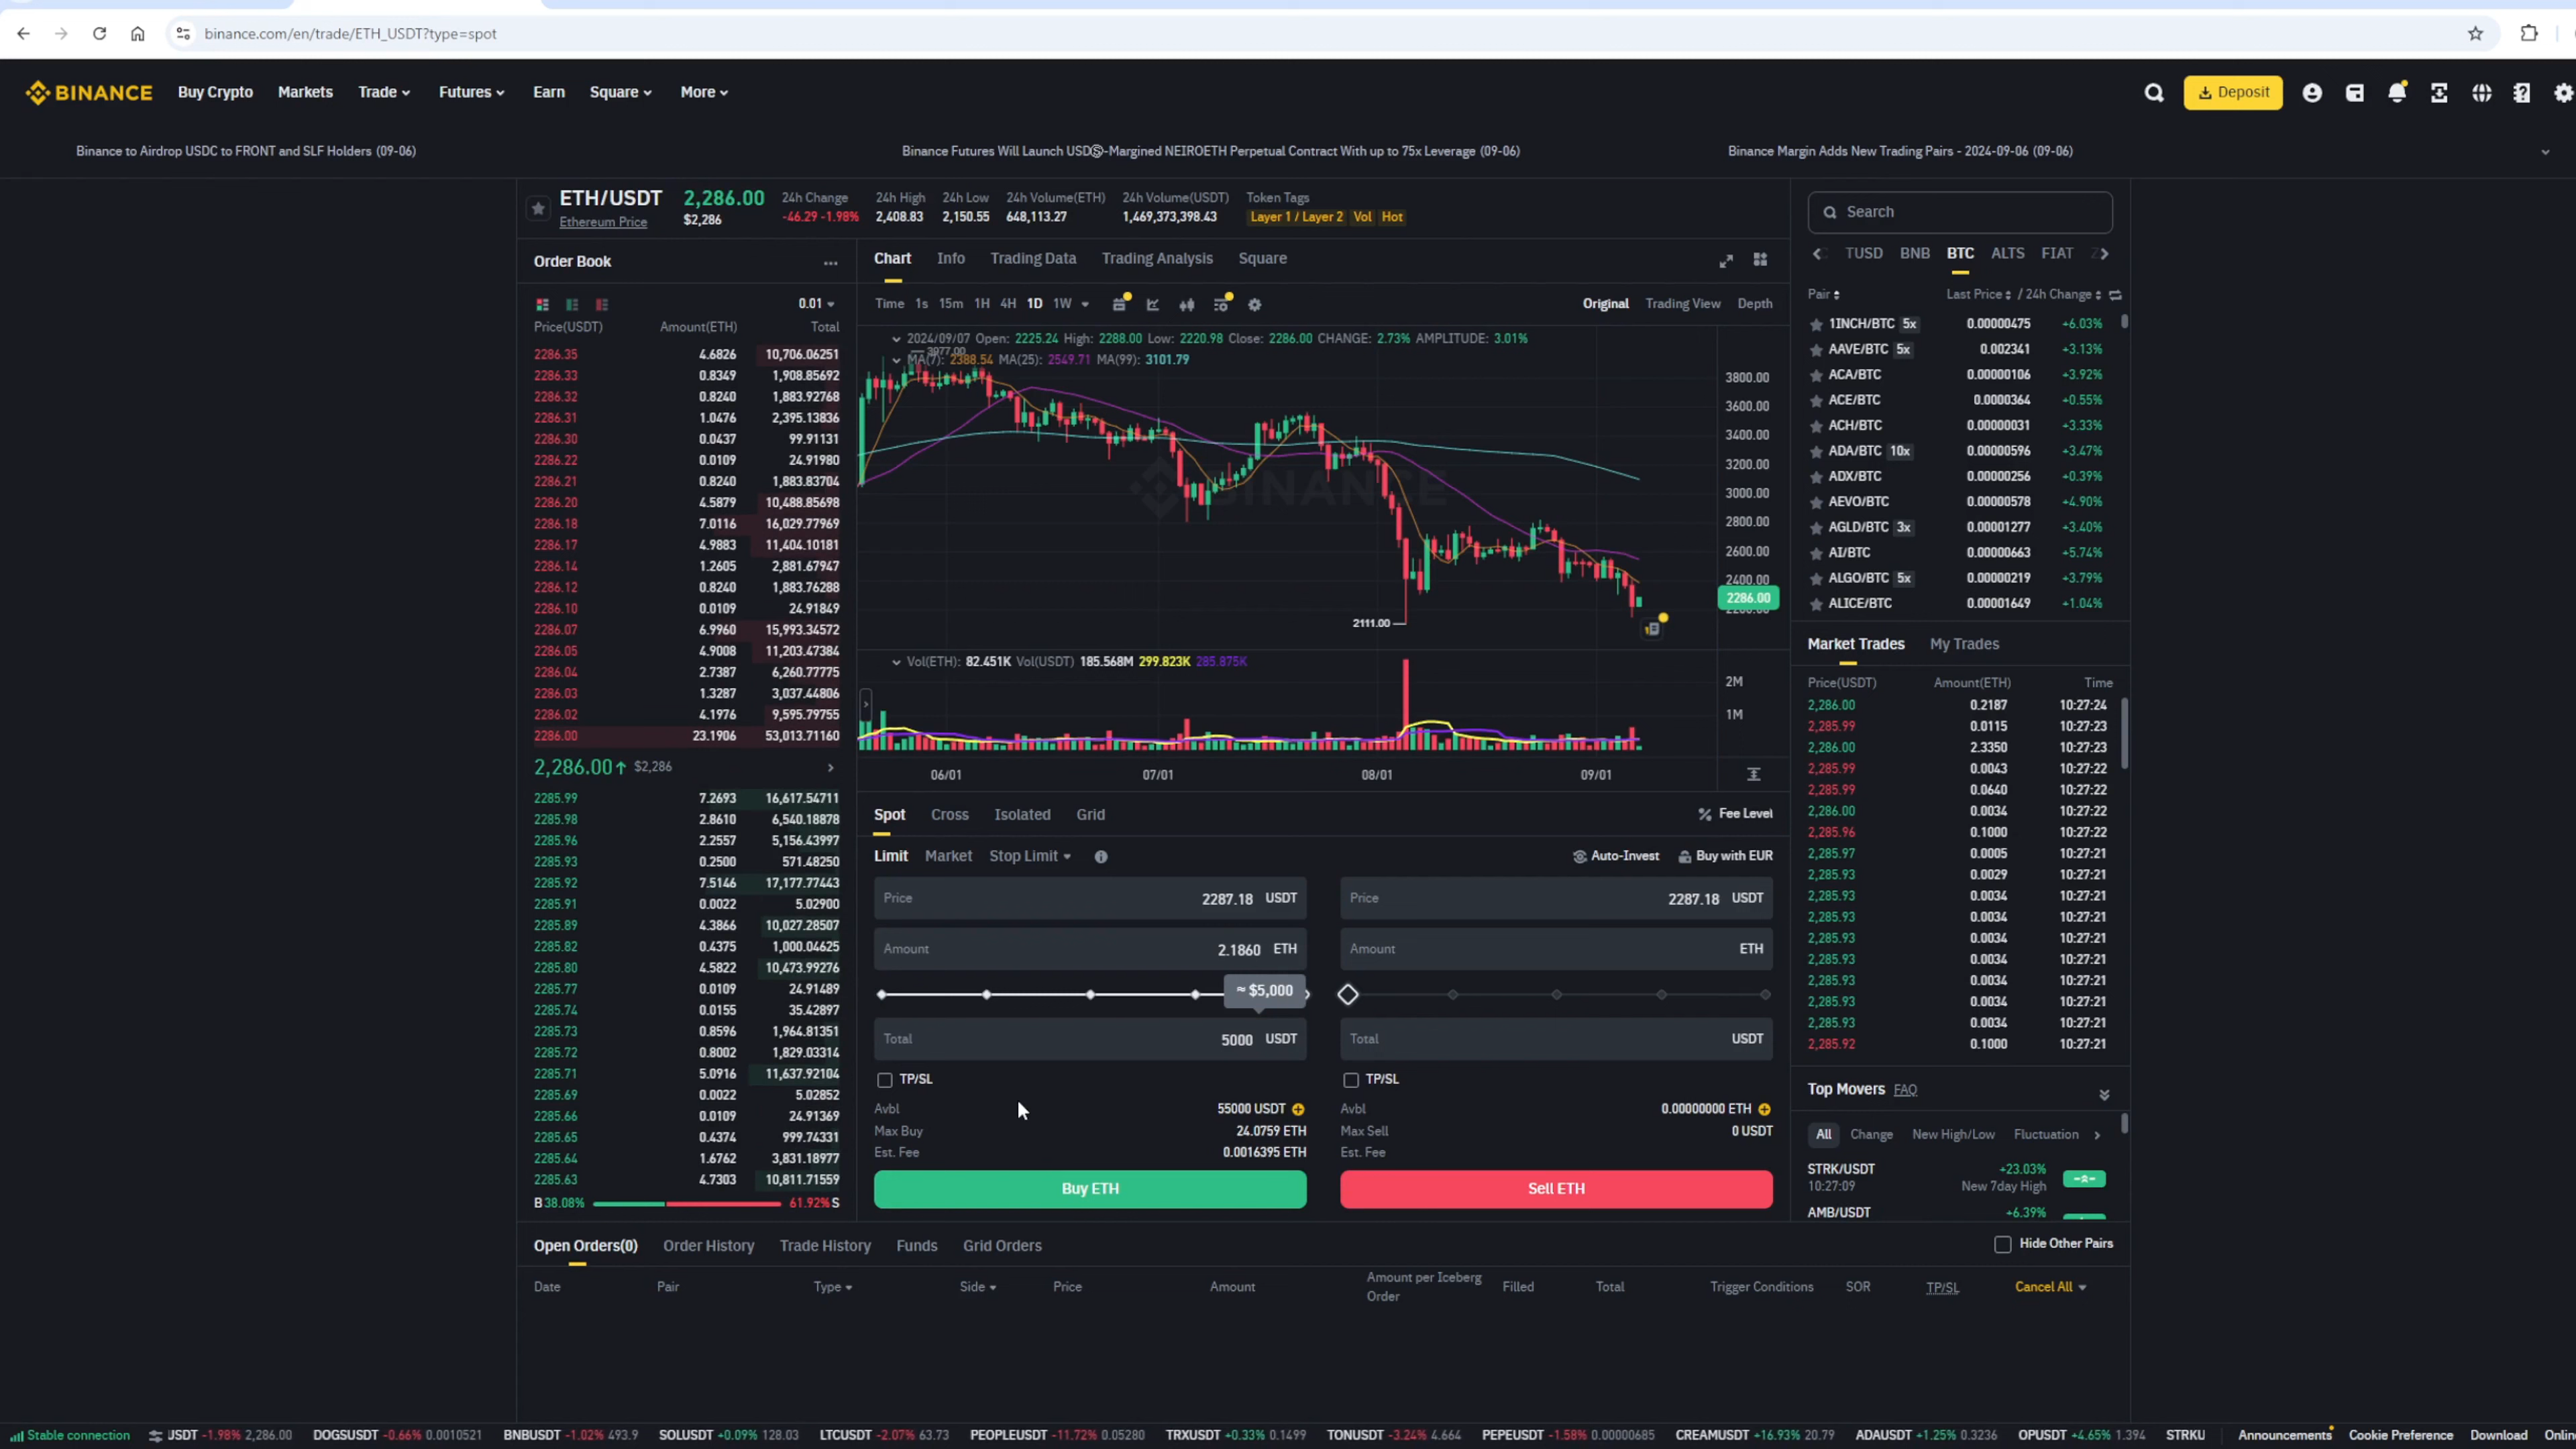 binance.com/en/trade/ETH_USDT?type=spot
BINANCE Buy Crypto Markets Trade Futures Earn Square More Deposit
Binance to Airdrop USDC to FRONT and SLF Holders (09-06) Binance Futures Will Launch USDⓈ-Margined NEIROETH Perpetual Contract With up to 75x Leverage (09-06) Binance Margin Adds New Trading Pairs - 2024-09-06 (09-06)
ETH/USDT 2,286.00
Ethereum Price $2,286
24h Change 24h High 24h Low 24h Volume(ETH) 24h Volume(USDT) Token Tags
-46.29 -1.98% 2,408.83 2,150.55 648,113.27 1,469,373,398.43 Layer 1 / Layer 2 Vol Hot
Order Book
0.01
Price(USDT) Amount(ETH) Total
2286.35 4.6826 10,706.06251
2286.33 0.8349 1,908.85692
2286.32 0.8240 1,883.92768
2286.31 1.0476 2,395.13836
2286.30 0.0437 99.91131
2286.22 0.0109 24.91980
2286.21 0.8240 1,883.83704
2286.20 4.5879 10,488.85698
2286.18 7.0116 16,029.77969
2286.17 4.9883 11,404.10181
2286.14 1.2605 2,881.67947
2286.12 0.8240 1,883.76288
2286.10 0.0109 24.91849
2286.07 6.9960 15,993.34572
2286.05 4.9008 11,203.47384
2286.04 2.7387 6,260.77775
2286.03 1.3287 3,037.44806
2286.02 4.1976 9,595.79755
2286.00 23.1906 53,013.71160
2,286.00↑ $2,286
2285.99 7.2693 16,617.54711
2285.98 2.8610 6,540.18878
2285.96 2.2557 5,156.43997
2285.93 0.2500 571.48250
2285.92 7.5146 17,177.77443
2285.91 0.0022 5.02900
2285.89 4.3866 10,027.28507
2285.82 0.4375 1,000.04625
2285.80 4.5822 10,473.99276
2285.77 0.0109 24.91489
2285.74 0.0155 35.42897
2285.73 0.8596 1,964.81351
2285.72 0.8002 1,829.03314
2285.71 5.0916 11,637.92104
2285.69 0.0022 5.02852
2285.66 0.0109 24.91369
2285.65 0.4374 999.74331
2285.64 1.6762 3,831.18977
2285.63 4.7303 10,811.71559
B 38.08% 61.92% S
Chart Info Trading Data Trading Analysis Square
Time 1s 15m 1H 4H 1D 1W Original Trading View Depth
2024/09/07 Open: 2225.24 High: 2288.00 Low: 2220.98 Close: 2286.00 CHANGE: 2.73% AMPLITUDE: 3.01%
3977.00
MA(7): 2388.54 MA(25): 2549.71 MA(99): 3101.79
3800.00
3600.00
3400.00
3200.00
BINANCE
3000.00
2800.00
2600.00
2400.00
2286.00
2111.00
Vol(ETH): 82.451K Vol(USDT) 185.568M 299.823K 285.875K
2M
1M
06/01 07/01 08/01 09/01
Spot Cross Isolated Grid Fee Level
Limit Market Stop Limit Auto-Invest Buy with EUR
Price 2287.18 USDT Price 2287.18 USDT
Amount 2.1860 ETH Amount ETH
≈ $5,000
Total 5000 USDT Total USDT
TP/SL TP/SL
Avbl 55000 USDT Avbl 0.00000000 ETH
Max Buy 24.0759 ETH Max Sell 0 USDT
Est. Fee 0.0016395 ETH Est. Fee
Buy ETH Sell ETH
Search
TUSD BNB BTC ALTS FIAT
Pair Last Price / 24h Change
1INCH/BTC 5x 0.00000475 +6.03%
AAVE/BTC 5x 0.002341 +3.13%
ACA/BTC 0.00000106 +3.92%
ACE/BTC 0.0000364 +0.55%
ACH/BTC 0.00000031 +3.33%
ADA/BTC 10x 0.00000596 +3.47%
ADX/BTC 0.00000256 +0.39%
AEVO/BTC 0.00000578 +4.90%
AGLD/BTC 3x 0.00001277 +3.40%
AI/BTC 0.00000663 +5.74%
ALGO/BTC 5x 0.00000219 +3.79%
ALICE/BTC 0.00001649 +1.04%
Market Trades My Trades
Price(USDT) Amount(ETH) Time
2,286.00 0.2187 10:27:24
2,285.99 0.0115 10:27:23
2,286.00 2.3350 10:27:23
2,285.99 0.0043 10:27:22
2,285.99 0.0640 10:27:22
2,286.00 0.0034 10:27:22
2,285.96 0.1000 10:27:22
2,285.97 0.0005 10:27:21
2,285.93 0.0029 10:27:21
2,285.93 0.0034 10:27:21
2,285.93 0.0034 10:27:21
2,285.93 0.0034 10:27:21
2,285.93 0.0034 10:27:21
2,285.93 0.0034 10:27:21
2,285.93 0.0034 10:27:21
2,285.93 0.0034 10:27:21
2,285.92 0.1000 10:27:21
Top Movers FAQ
All Change New High/Low Fluctuation
STRK/USDT +23.03%
10:27:09 New 7day High
AMB/USDT +6.39%
Open Orders(0) Order History Trade History Funds Grid Orders Hide Other Pairs
Date Pair Type Side Price Amount Amount per Iceberg Order Filled Total Trigger Conditions SOR TP/SL Cancel All
Stable connection USDT -1.98% 2,286.00 DOGSUSDT -0.66% 0.0010521 BNBUSDT -1.02% 493.9 SOLUSDT +0.09% 128.03 LTCUSDT -2.07% 63.73 PEOPLEUSDT -11.72% 0.05280 TRXUSDT +0.33% 0.1499 TONUSDT -3.24% 4.664 PEPEUSDT -1.58% 0.00000685 CREAMUSDT +16.93% 20.79 ADAUSDT +1.25% 0.3236 OPUSDT +4.65% 1.394 STRKU Announcements Cookie Preference Download Onlin